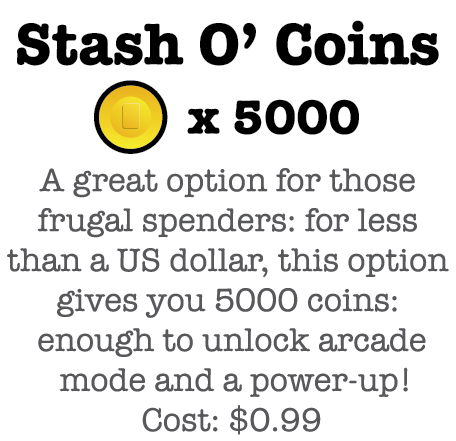 Stash O' Coins
x 5000
A great option for those
frugal spenders: for less
than a US dollar, this option
gives you 5000 coins:
enough to unlock arcade
mode and a power-up!
Cost: $0.99